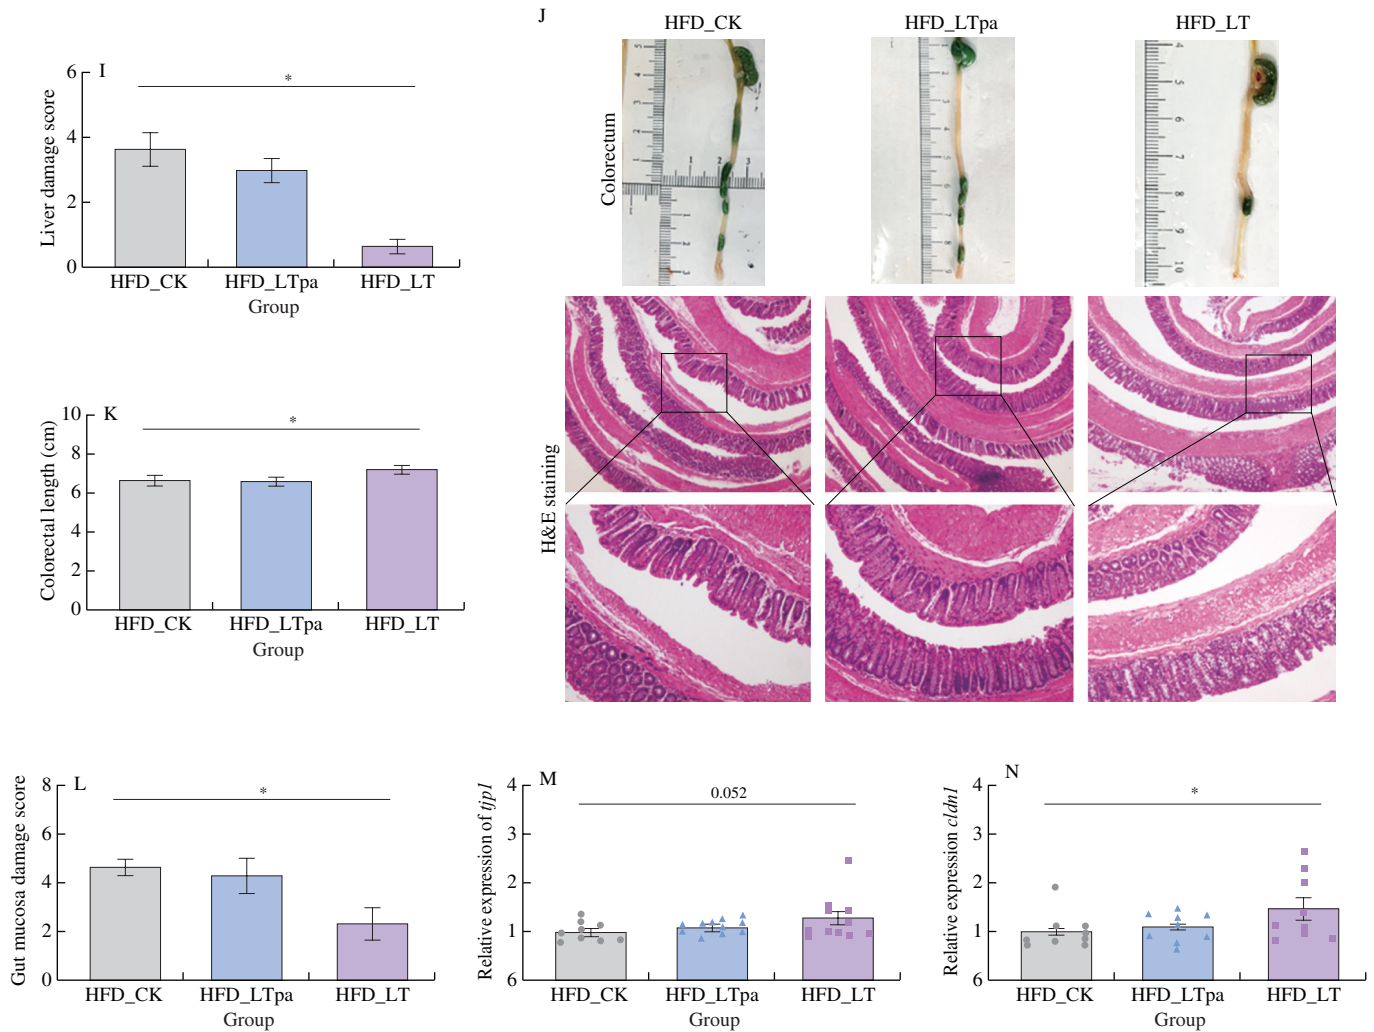 I
Liver damage score
6
4
2
0
*
HFD_CK
HFD_LTpa
HFD_LT
Group
J
HFD_CK
HFD_LTpa
HFD_LT
Colorectum
H&E staining
K
Colorectal length (cm)
10
8
6
4
2
0
*
HFD_CK
HFD_LTpa
HFD_LT
Group
L
Gut mucosa damage score
8
6
4
2
0
*
HFD_CK
HFD_LTpa
HFD_LT
Group
M
Relative expression of tjp1
4
3
2
1
6
0.052
HFD_CK
HFD_LTpa
HFD_LT
Group
N
Relative expression cldn1
4
3
2
1
6
*
HFD_CK
HFD_LTpa
HFD_LT
Group